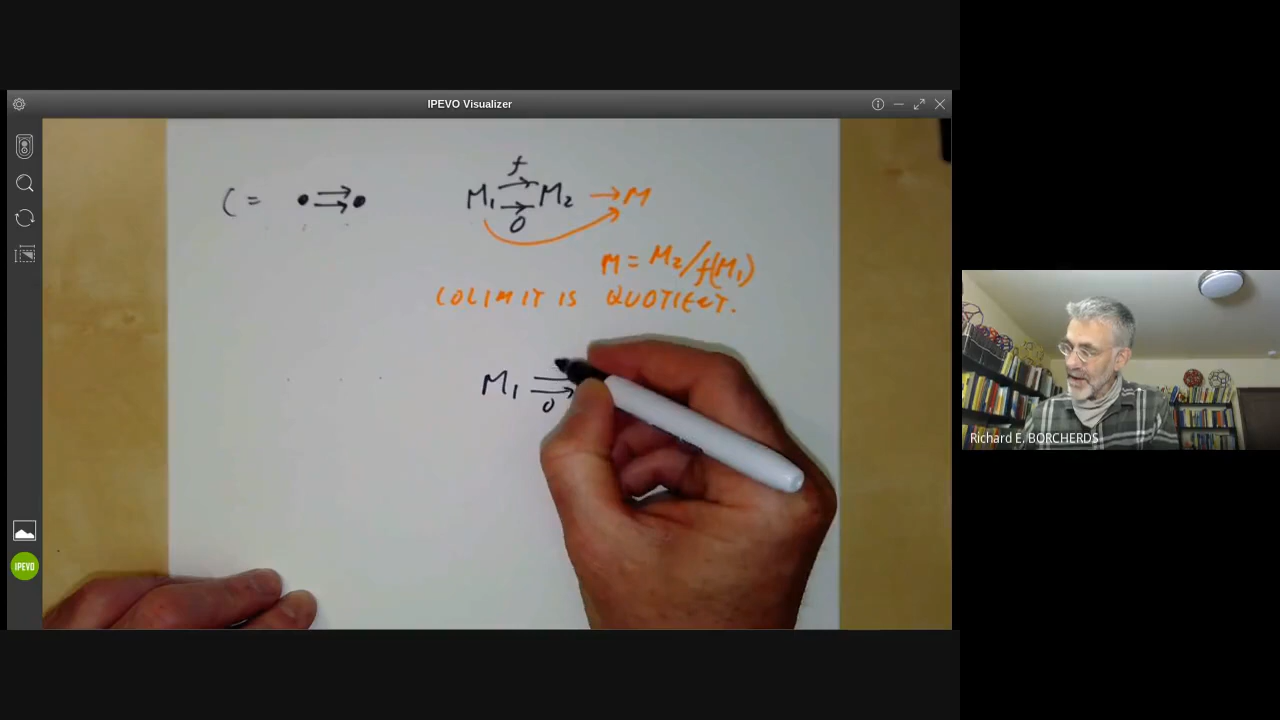 IPEVO Visualizer
C = • ⇉ •
f
M₁ ⇉ M₂ → M
0
M = M₂/f(M₁)
COLIMIT IS QUOTIENT.
M₁ ⇉
0
Richard E. BORCHERDS
IPEVO